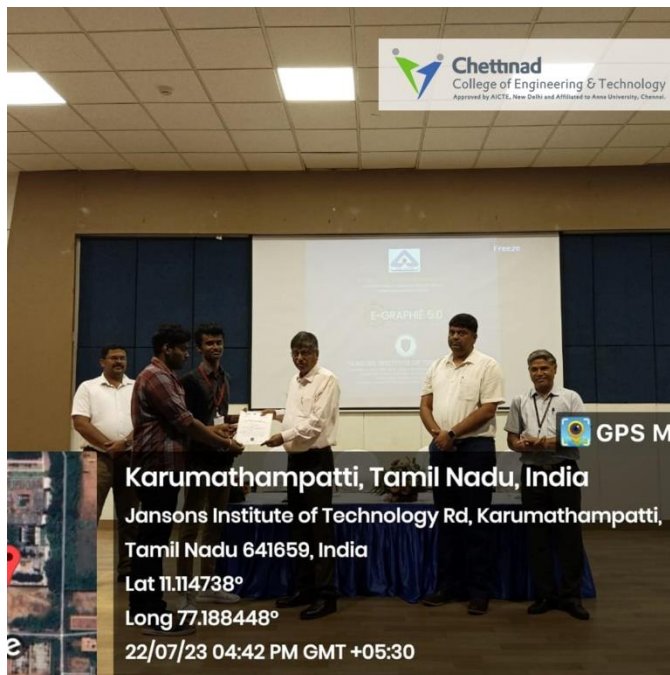 Chettinad
College of Engineering & Technology
Approved by AICTE, New Delhi and Affiliated to Anna University, Chennai.
Freeze
E-GRAPHIE 5.0
GPS M
Karumathampatti, Tamil Nadu, India
Jansons Institute of Technology Rd, Karumathampatti,
Tamil Nadu 641659, India
Lat 11.114738°
Long 77.188448°
22/07/23 04:42 PM GMT +05:30
e